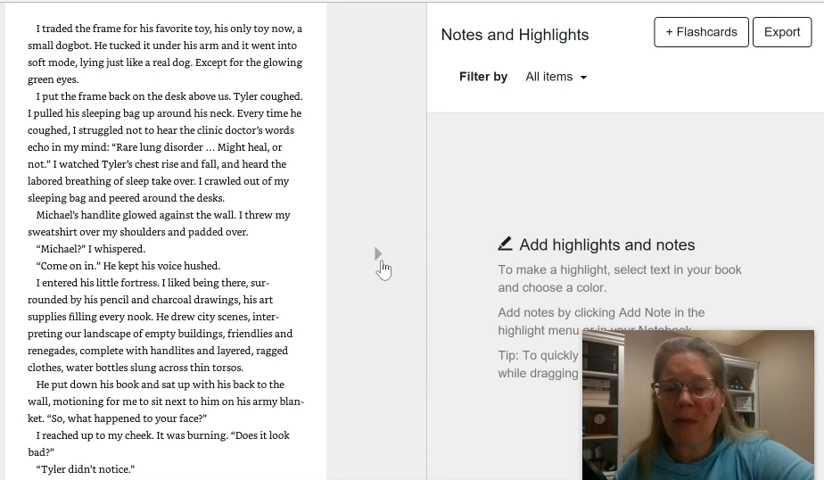 I traded the frame for his favorite toy, his only toy now, a
small dogbot. He tucked it under his arm and it went into
soft mode, lying just like a real dog. Except for the glowing
green eyes.
I put the frame back on the desk above us. Tyler coughed.
I pulled his sleeping bag up around his neck. Every time he
coughed, I struggled not to hear the clinic doctor's words
echo in my mind: “Rare lung disorder ... Might heal, or
not.” I watched Tyler's chest rise and fall, and heard the
labored breathing of sleep take over. I crawled out of my
sleeping bag and peered around the desks.
Michael's handlite glowed against the wall. I threw my
sweatshirt over my shoulders and padded over.
“Michael?” I whispered.
“Come on in.” He kept his voice hushed.
I entered his little fortress. I liked being there, sur-
rounded by his pencil and charcoal drawings, his art
supplies filling every nook. He drew city scenes, inter-
preting our landscape of empty buildings, friendlies and
renegades, complete with handlites and layered, ragged
clothes, water bottles slung across thin torsos.
He put down his book and sat up with his back to the
wall, motioning for me to sit next to him on his army blan-
ket. “So, what happened to your face?”
I reached up to my cheek. It was burning. “Does it look
bad?”
“Tyler didn't notice.”
Notes and Highlights
+ Flashcards
Export
Filter by
All items
Add highlights and notes
To make a highlight, select text in your book
and choose a color.
Add notes by clicking Add Note in the
highlight menu or in your Notebook.
Tip: To quickly
while dragging